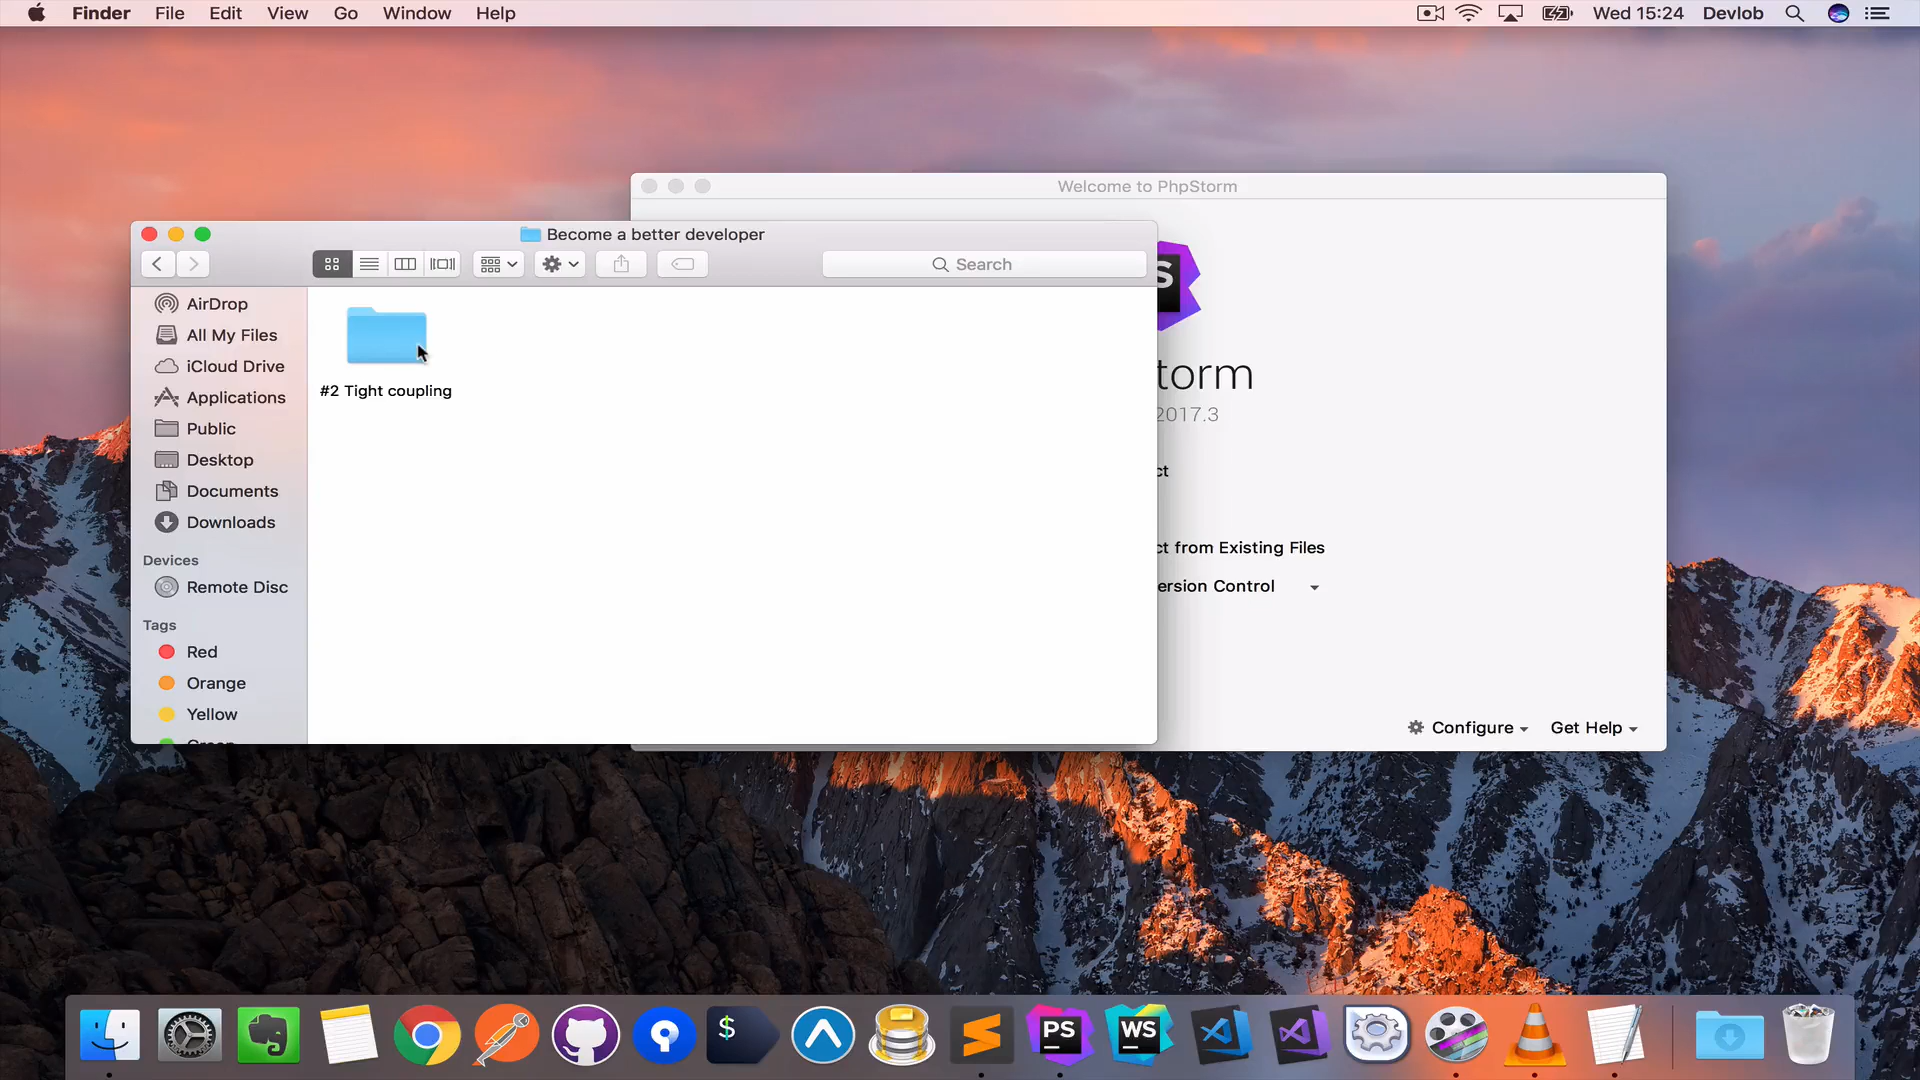 Finder File Edit View Go Window Help Wed 15:24 Devlob
Welcome to PhpStorm
Become a better developer
Search
AirDrop
All My Files
iCloud Drive
Applications
Public
Desktop
Documents
Downloads
Devices
Remote Disc
Tags
Red
Orange
Yellow
#2 Tight coupling
S
torm
2017.3
ct
ct from Existing Files
ersion Control
Configure
Get Help
$
PS
WS